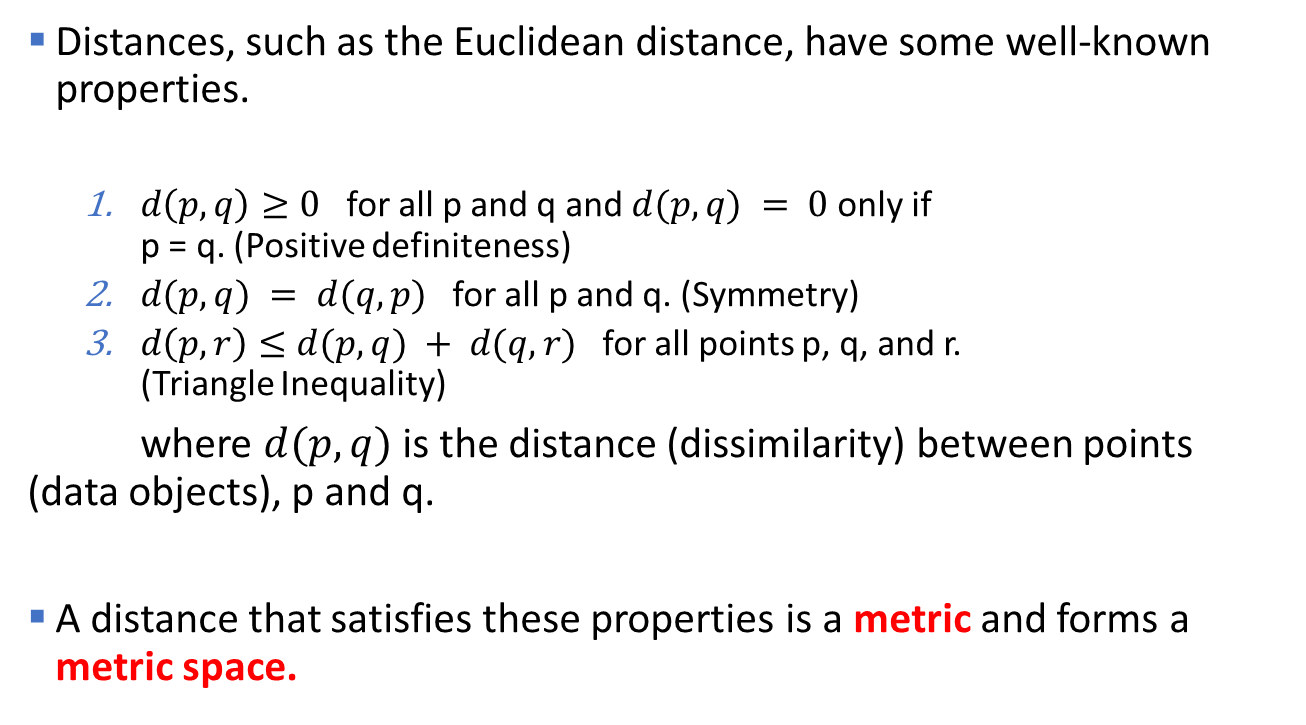 ▪ Distances, such as the Euclidean distance, have some well-known
properties.
1. d(p, q) ≥ 0 for all p and q and d(p, q) = 0 only if
p = q. (Positive definiteness)
2. d(p, q) = d(q, p) for all p and q. (Symmetry)
3. d(p, r) ≤ d(p, q) + d(q, r) for all points p, q, and r.
(Triangle Inequality)
where d(p, q) is the distance (dissimilarity) between points
(data objects), p and q.
▪ A distance that satisfies these properties is a metric and forms a
metric space.